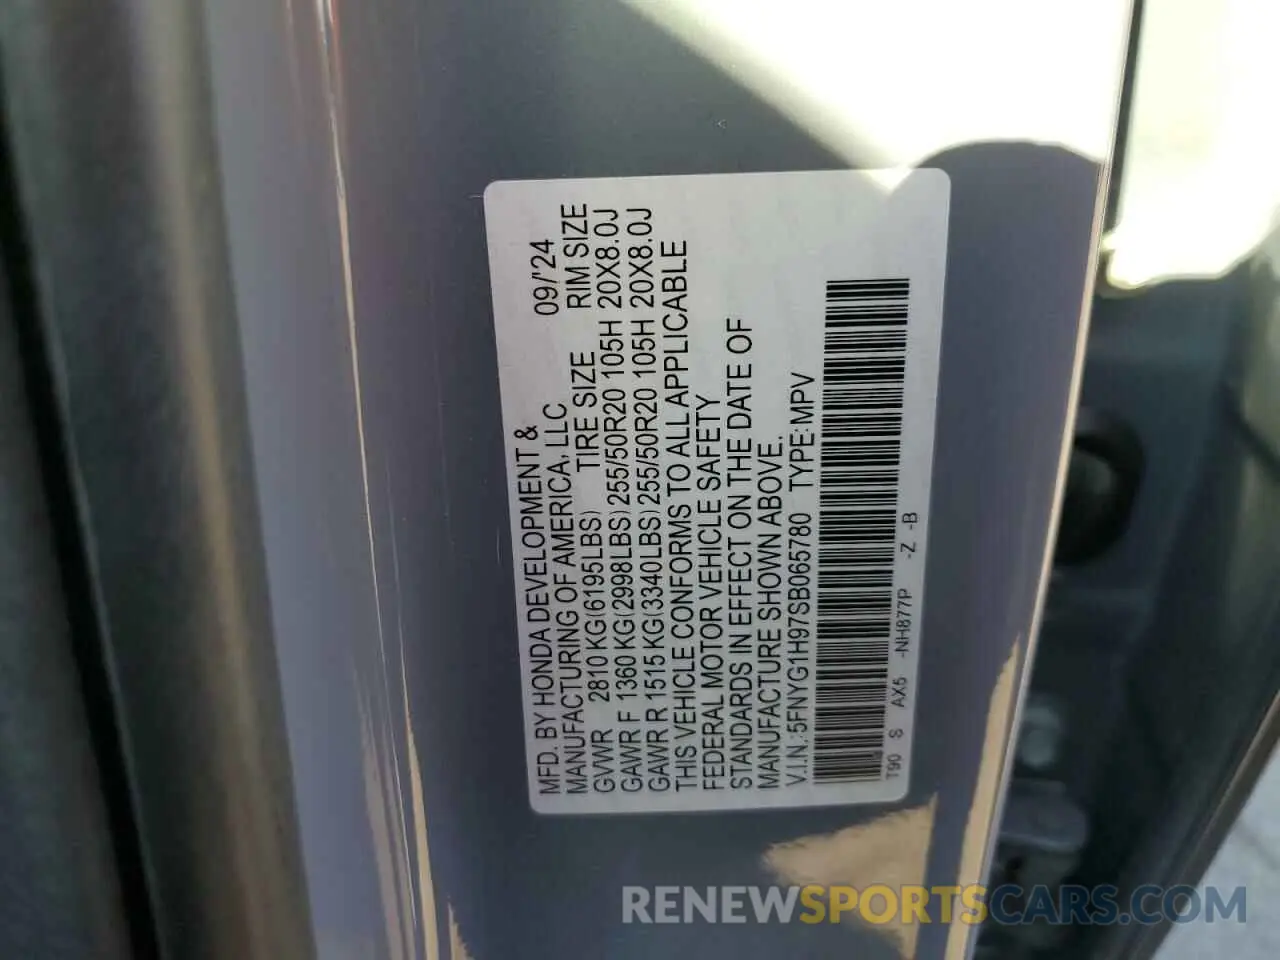 MFD. BY HONDA DEVELOPMENT &
MANUFACTURING OF AMERICA, LLC 09/'24
GVWR 2810 KG(6195LBS) TIRE SIZE RIM SIZE
GAWR F 1360 KG(2998LBS) 255/50R20 105H 20X8.0J
GAWR R 1515 KG(3340LBS) 255/50R20 105H 20X8.0J
THIS VEHICLE CONFORMS TO ALL APPLICABLE
FEDERAL MOTOR VEHICLE SAFETY
STANDARDS IN EFFECT ON THE DATE OF
MANUFACTURE SHOWN ABOVE.
V.I.N.:5FNYG1H97SB065780 TYPE:MPV
T90 S AX5 -NH877P -Z -B
RENEWSPORTSCARS.COM